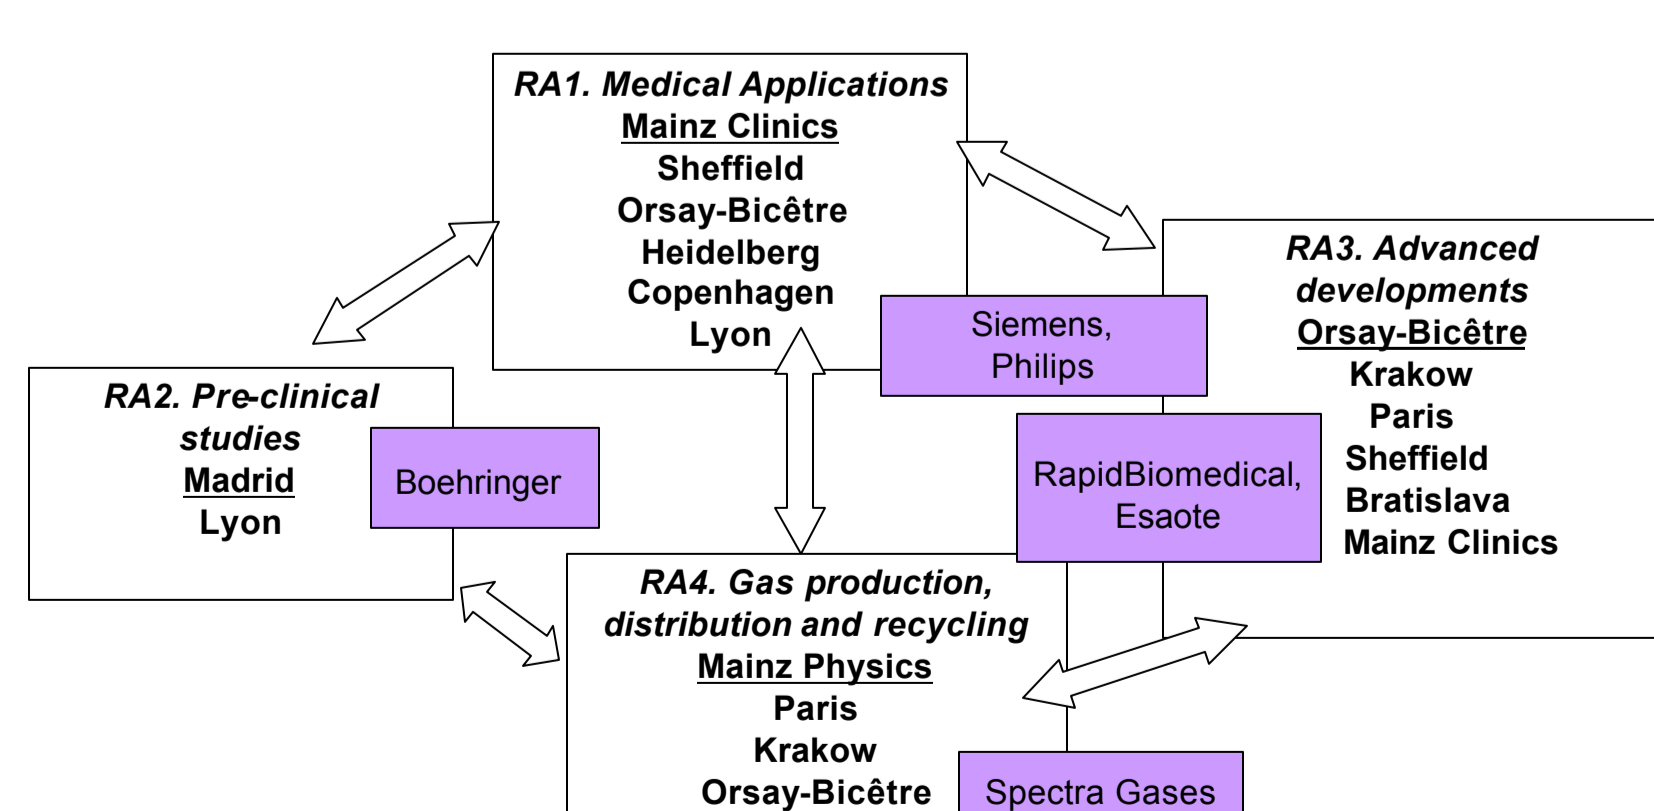 RA1. Medical Applications
Mainz Clinics
Sheffield
Orsay-Bicêtre
Heidelberg
Copenhagen
Lyon
Siemens,
Philips
RA3. Advanced
developments
Orsay-Bicêtre
Krakow
Paris
Sheffield
Bratislava
Mainz Clinics
RA2. Pre-clinical
studies
Madrid
Lyon
Boehringer
RapidBiomedical,
Esaote
RA4. Gas production,
distribution and recycling
Mainz Physics
Paris
Krakow
Orsay-Bicêtre
Spectra Gases